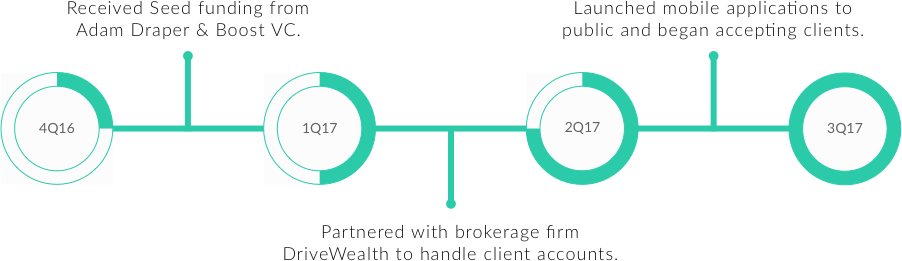 Received Seed funding from
Adam Draper & Boost VC.
Launched mobile applications to
public and began accepting clients.
4Q16
1Q17
2Q17
3Q17
Partnered with brokerage firm
DriveWealth to handle client accounts.